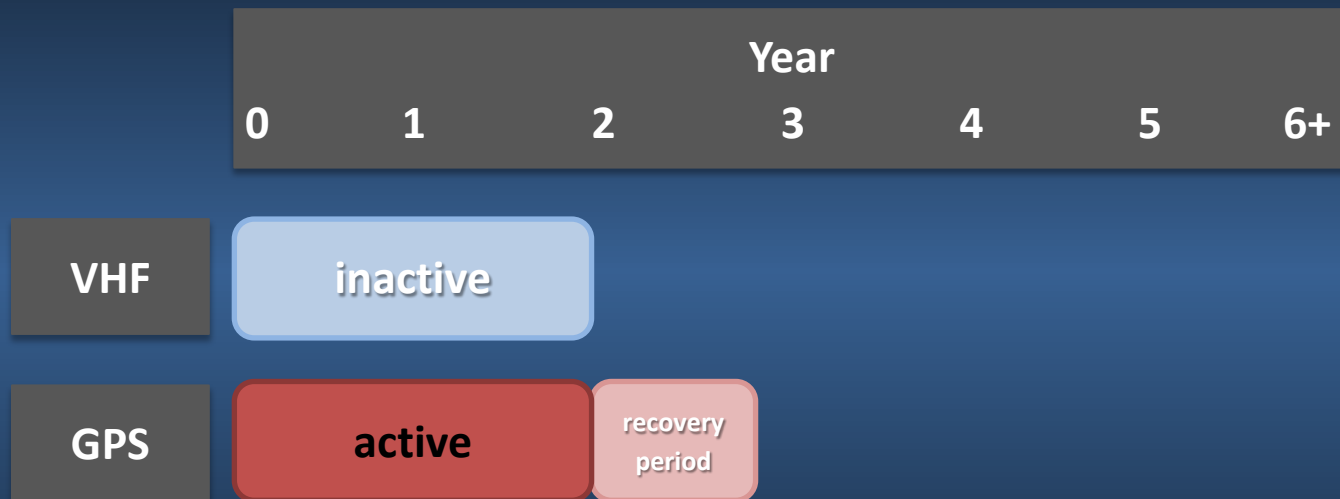 Year
0 1 2 3 4 5 6+
VHF inactive
GPS active recovery
period